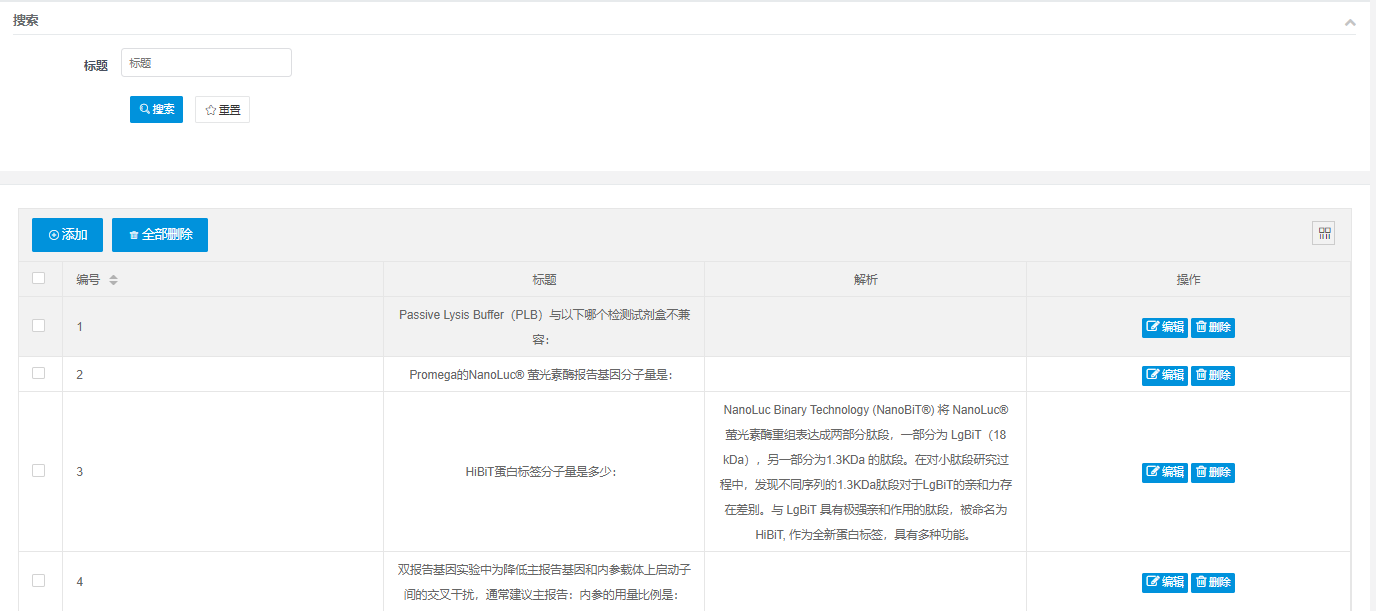 搜索
标题 标题
搜索 重置
添加 全部删除
编号 标题 解析 操作
1
Passive Lysis Buffer（PLB）与以下哪个检测试剂盒不兼
容：
编辑 删除
2
Promega的NanoLuc® 萤光素酶报告基因分子量是：
编辑 删除
3
HiBiT蛋白标签分子量是多少：
NanoLuc Binary Technology (NanoBiT®) 将 NanoLuc®
萤光素酶重组表达成两部分肽段，一部分为 LgBiT（18
kDa），另一部分为1.3KDa 的肽段。在对小肽段研究过
程中，发现不同序列的1.3KDa肽段对于LgBiT的亲和力存
在差别。与 LgBiT 具有极强亲和作用的肽段，被命名为
HiBiT, 作为全新蛋白标签，具有多种功能。
编辑 删除
4
双报告基因实验中为降低主报告基因和内参载体上启动子
间的交叉干扰，通常建议主报告：内参的用量比例是：
编辑 删除